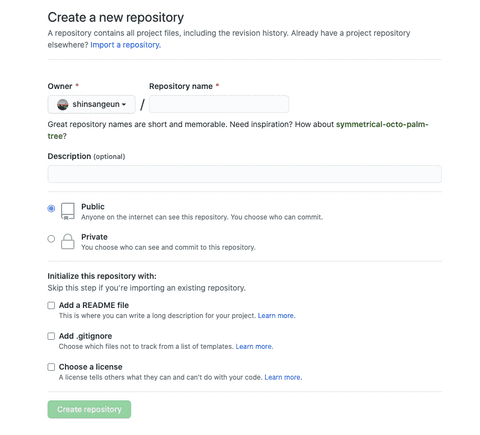 Create a new repository
A repository contains all project files, including the revision history. Already have a project repository
elsewhere? Import a repository.
Owner * Repository name *
shinsangeun /
Great repository names are short and memorable. Need inspiration? How about symmetrical-octo-palm-
tree?
Description (optional)
Public
Anyone on the internet can see this repository. You choose who can commit.
Private
You choose who can see and commit to this repository.
Initialize this repository with:
Skip this step if you're importing an existing repository.
Add a README file
This is where you can write a long description for your project. Learn more.
Add .gitignore
Choose which files not to track from a list of templates. Learn more.
Choose a license
A license tells others what they can and can't do with your code. Learn more.
Create repository